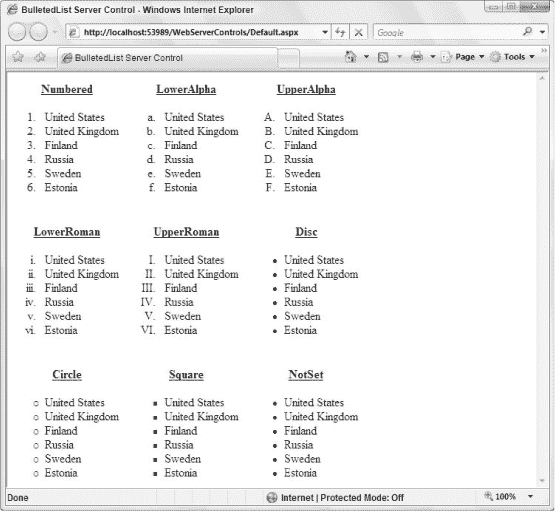 BulletedList Server Control - Windows Internet Explorer
http://localhost:53989/WebServerControls/Default.aspx
Google
BulletedList Server Control
Page
Tools
Numbered LowerAlpha UpperAlpha
1. United States a. United States A. United States
2. United Kingdom b. United Kingdom B. United Kingdom
3. Finland c. Finland C. Finland
4. Russia d. Russia D. Russia
5. Sweden e. Sweden E. Sweden
6. Estonia f. Estonia F. Estonia
LowerRoman UpperRoman Disc
i. United States I. United States • United States
ii. United Kingdom II. United Kingdom • United Kingdom
iii. Finland III. Finland • Finland
iv. Russia IV. Russia • Russia
v. Sweden V. Sweden • Sweden
vi. Estonia VI. Estonia • Estonia
Circle Square NotSet
○ United States ▪ United States • United States
○ United Kingdom ▪ United Kingdom • United Kingdom
○ Finland ▪ Finland • Finland
○ Russia ▪ Russia • Russia
○ Sweden ▪ Sweden • Sweden
○ Estonia ▪ Estonia • Estonia
Done
Internet | Protected Mode: Off
100%